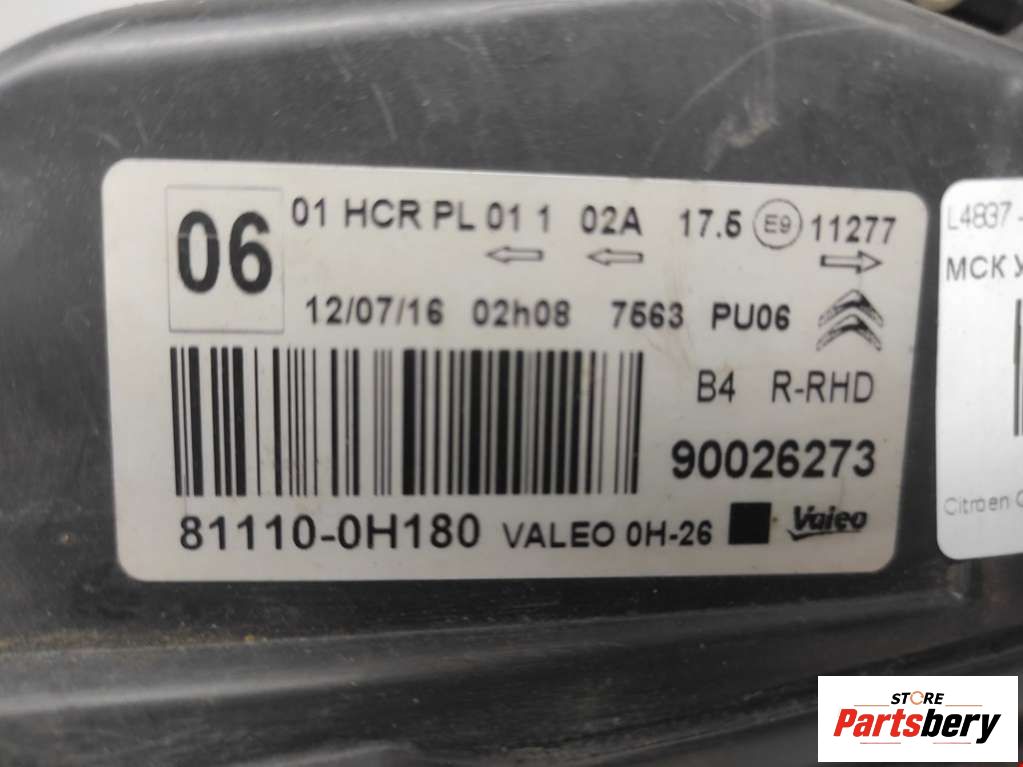 06
01 HCR PL 01 1 02A 17.5 E9 11277
12/07/16 02h08 7563 PU06
B4 R-RHD
90026273
81110-0H180 VALEO 0H-26 Valeo
L4837 -
МСК
Citroen
STORE
Partsbery